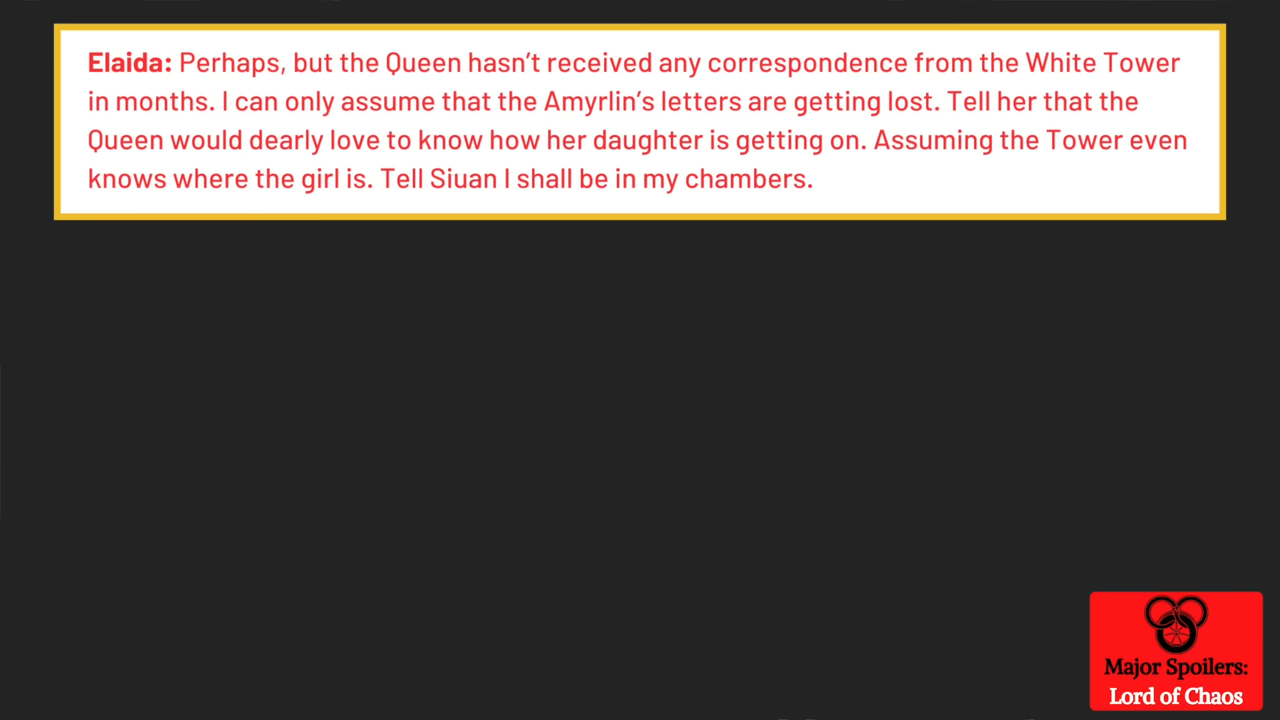 Elaida: Perhaps, but the Queen hasn’t received any correspondence from the White Tower
in months. I can only assume that the Amyrlin’s letters are getting lost. Tell her that the
Queen would dearly love to know how her daughter is getting on. Assuming the Tower even
knows where the girl is. Tell Siuan I shall be in my chambers.
Major Spoilers:
Lord of Chaos